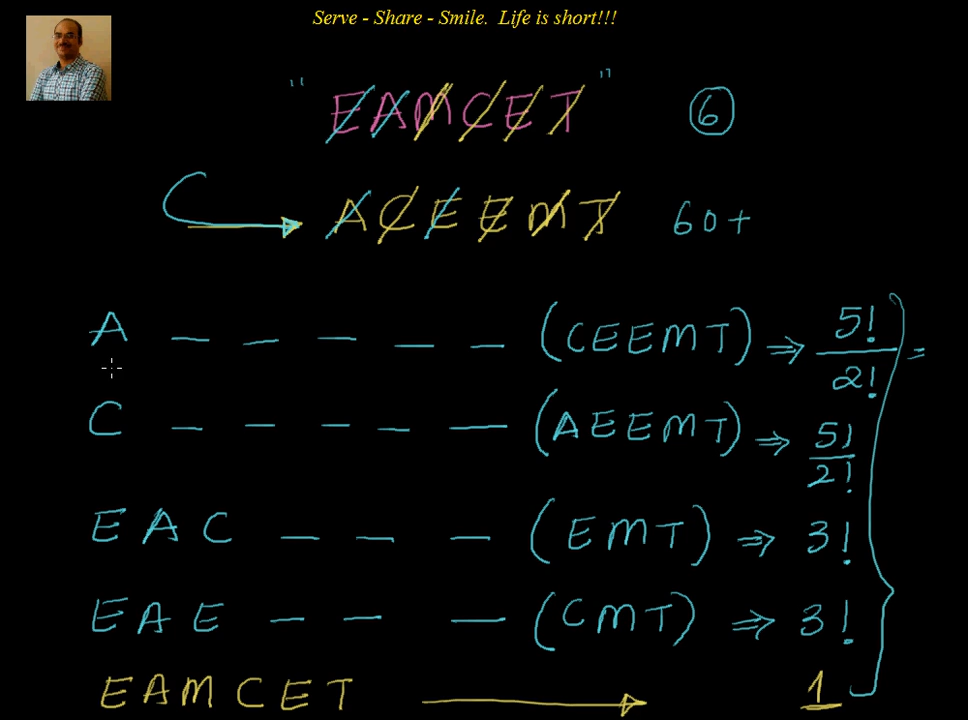 Serve - Share - Smile. Life is short!!!
" EAMCET " 6
ACEEMT 60+
A _ _ _ _ _ (CEEMT) ⇒ 5!/2! =
C _ _ _ _ _ (AEEMT) ⇒ 5!/2!
EAC _ _ _ (EMT) ⇒ 3!
EAE _ _ _ (CMT) ⇒ 3!
EAMCET → 1